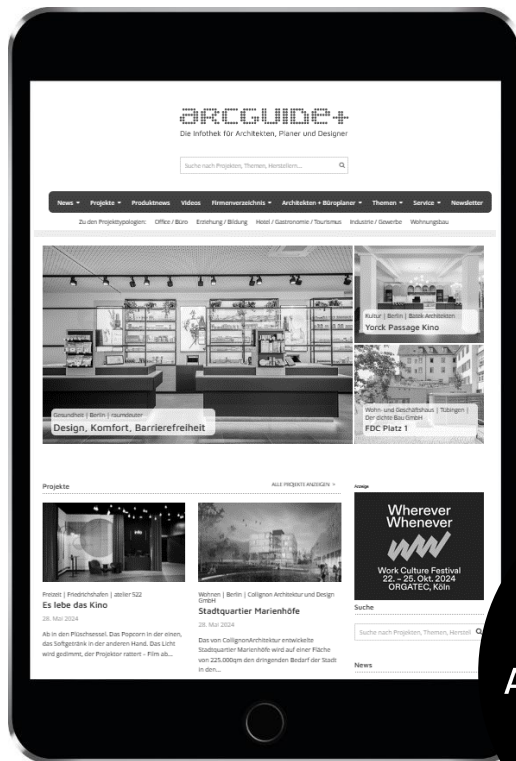 arcguide+
Die Infothek für Architekten, Planer und Designer
Suche nach Projekten, Themen, Herstellern...
News Projekte Produktnews Videos Firmenverzeichnis Architekten + Büroplaner Themen Service Newsletter
Zu den Projekttypologien: Office / Büro Erziehung / Bildung Hotel / Gastronomie / Tourismus Industrie / Gewerbe Wohnungsbau
Gesundheit | Berlin | raumdeuter
Design, Komfort, Barrierefreiheit
Kultur | Berlin | Batek Architekten
Yorck Passage Kino
Wohn- und Geschäftshaus | Tübingen |
Der dichte Bau GmbH
FDC Platz 1
Projekte
ALLE PROJEKTE ANZEIGEN
Freizeit | Friedrichshafen | atelier 522
Es lebe das Kino
28. Mai 2024
Ab in den Plüschsessel. Das Popcorn in der einen,
das Softgetränk in der anderen Hand. Das Licht
wird gedimmt, der Projektor rattert – Film ab...
Wohnen | Berlin | Collignon Architektur und Design
GmbH
Stadtquartier Marienhöfe
28. Mai 2024
Das von CollignonArchitektur entwickelte
Stadtquartier Marienhöfe wird auf einer Fläche
von 225.000qm den dringenden Bedarf der Stadt
in den...
Anzeige
Wherever
Whenever
Work Culture Festival
22. – 25. Okt. 2024
ORGATEC, Köln
Suche
Suche nach Projekten, Themen, Herstel
News
A